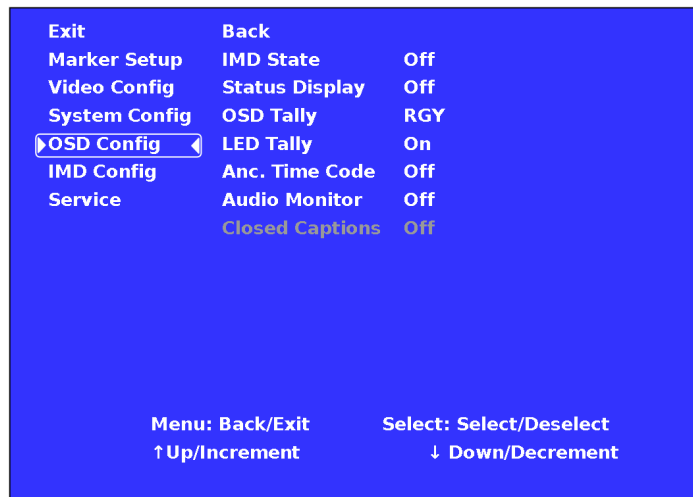 Exit Back
Marker Setup IMD State Off
Video Config Status Display Off
System Config OSD Tally RGY
OSD Config LED Tally On
IMD Config Anc. Time Code Off
Service Audio Monitor Off
Closed Captions Off
Menu: Back/Exit Select: Select/Deselect
↑Up/Increment ↓ Down/Decrement